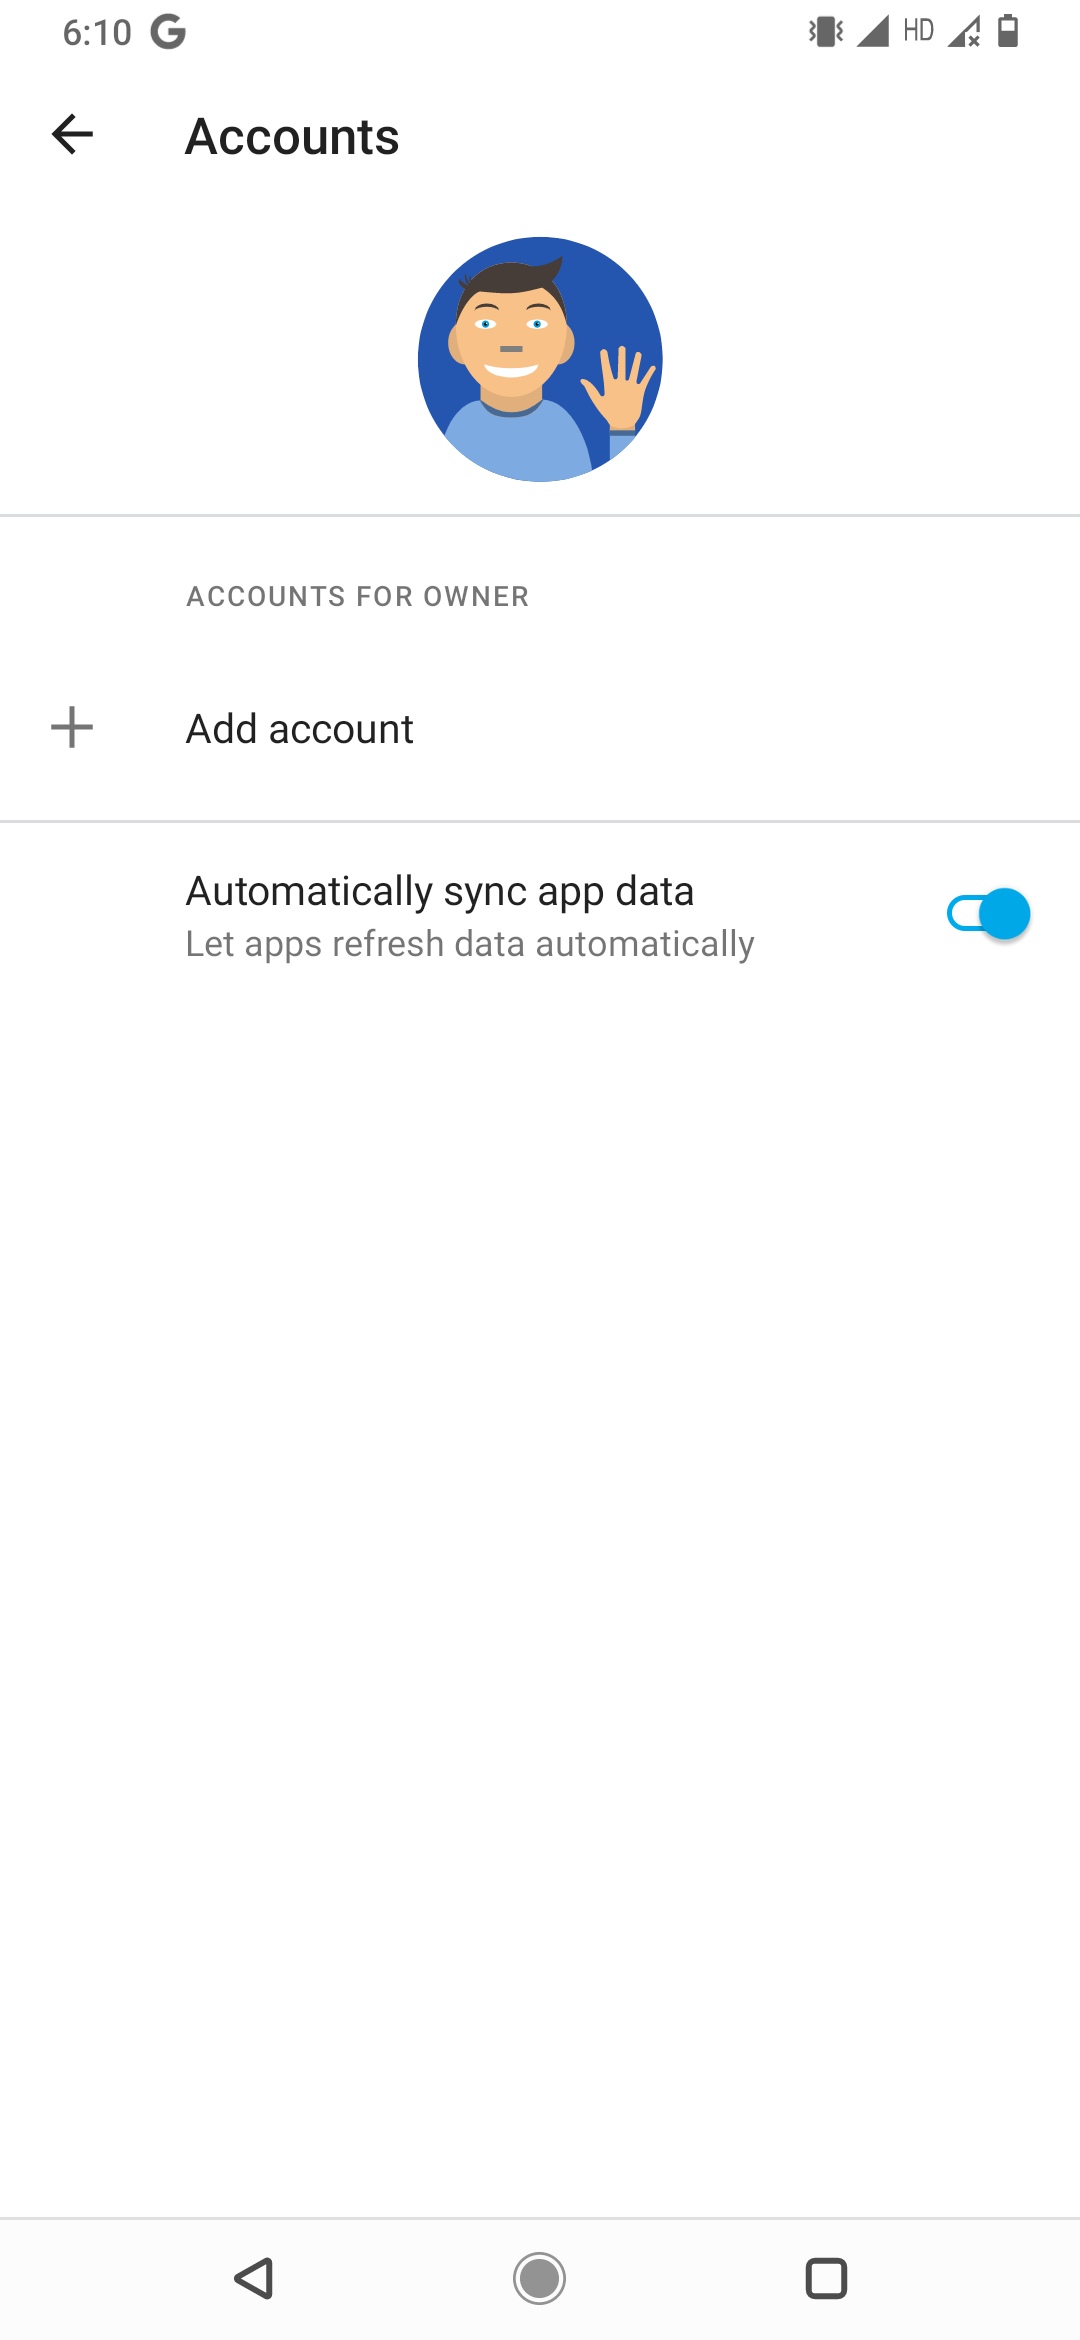 6:10 G HD
Accounts
ACCOUNTS FOR OWNER
Add account
Automatically sync app data
Let apps refresh data automatically